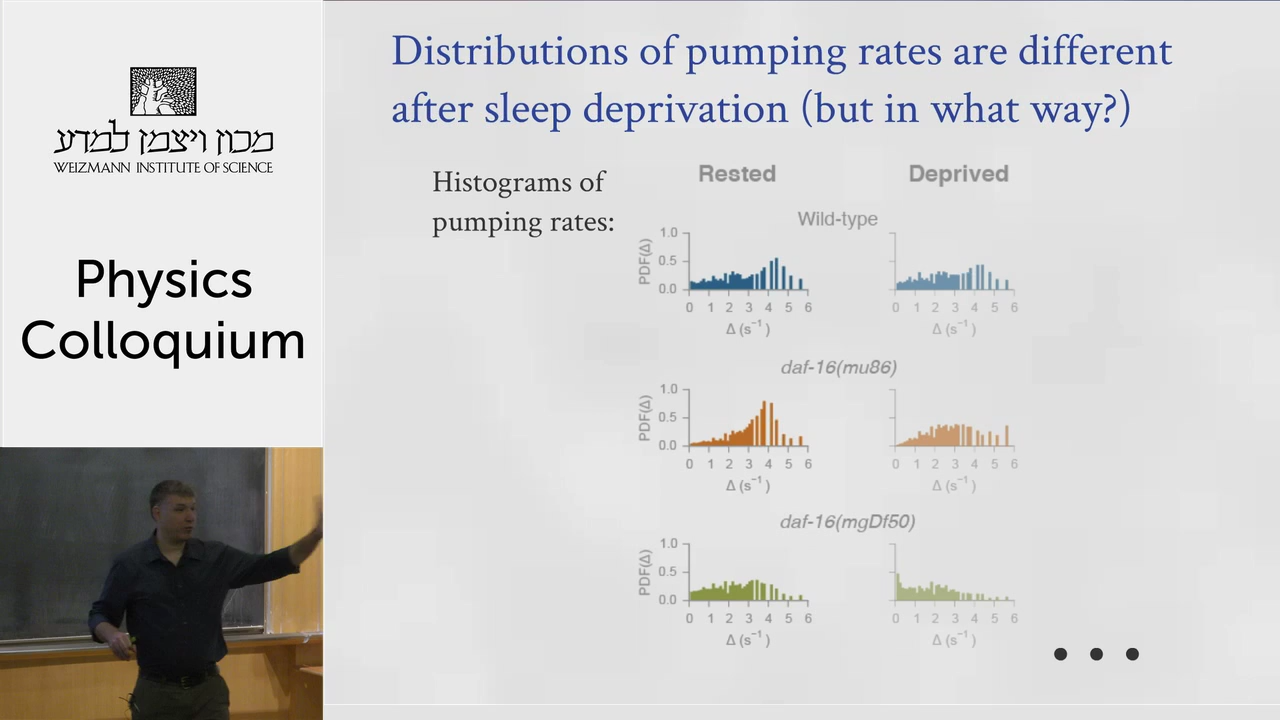 מכון ויצמן למדע
WEIZMANN INSTITUTE OF SCIENCE
Physics
Colloquium
Distributions of pumping rates are different
after sleep deprivation (but in what way?)
Histograms of
pumping rates:
Rested
Deprived
Wild-type
PDF(Δ)
1.0
0.5
0.0
0 1 2 3 4 5 6
Δ (s⁻¹)
0 1 2 3 4 5 6
Δ (s⁻¹)
daf-16(mu86)
PDF(Δ)
1.0
0.5
0.0
0 1 2 3 4 5 6
Δ (s⁻¹)
0 1 2 3 4 5 6
Δ (s⁻¹)
daf-16(mgDf50)
PDF(Δ)
1.0
0.5
0.0
0 1 2 3 4 5 6
Δ (s⁻¹)
0 1 2 3 4 5 6
Δ (s⁻¹)
• • •